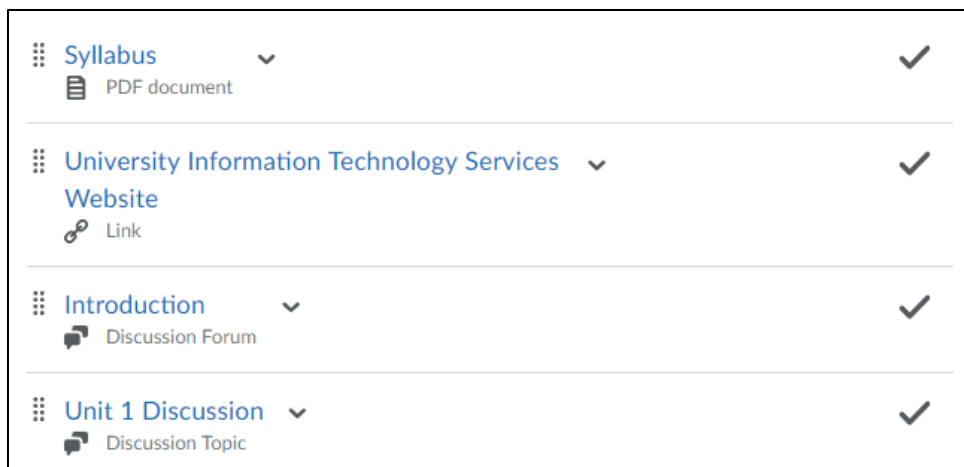 Syllabus
PDF document
University Information Technology Services
Website
Link
Introduction
Discussion Forum
Unit 1 Discussion
Discussion Topic